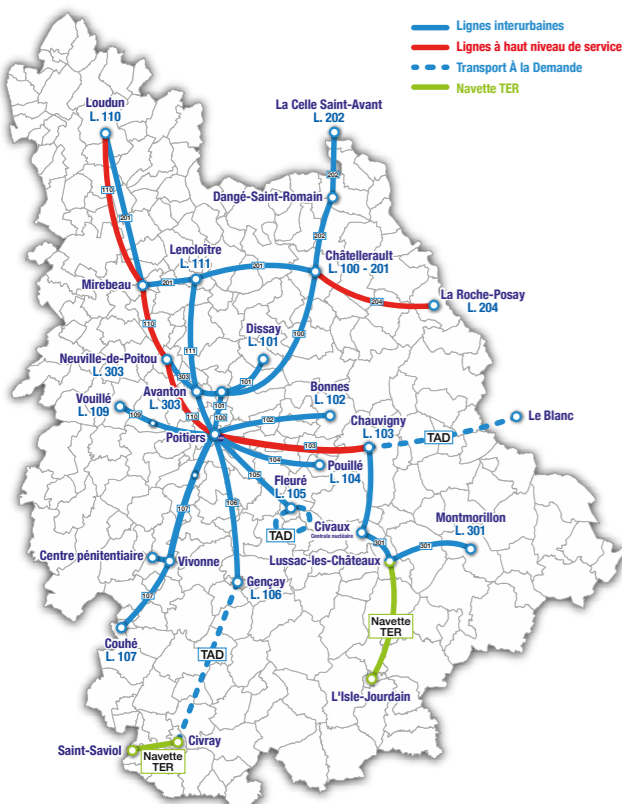 Lignes interurbaines
Lignes à haut niveau de service
Transport À la Demande
Navette TER
Loudun
L. 110
La Celle Saint-Avant
L. 202
202
110
201
Dangé-Saint-Romain
202
Lencloître
L. 111
201
Châtellerault
L. 100 - 201
Mirebeau
201
204
La Roche-Posay
L. 204
110
Dissay
L. 101
100
111
Neuville-de-Poitou
L. 303
303
101
Avanton
L. 303
Bonnes
L. 102
Vouillé
L. 109
109
110
101
100
102
Chauvigny
L. 103
Le Blanc
TAD
Poitiers
103
104
Pouillé
L. 104
105
Fleuré
L. 105
106
107
TAD
Civaux
Centrale nucléaire
301
Montmorillon
L. 301
301
Centre pénitentiaire
Vivonne
Lussac-les-Châteaux
Gençay
L. 106
107
Couhé
L. 107
Navette
TER
TAD
L'Isle-Jourdain
Civray
Saint-Saviol
Navette
TER